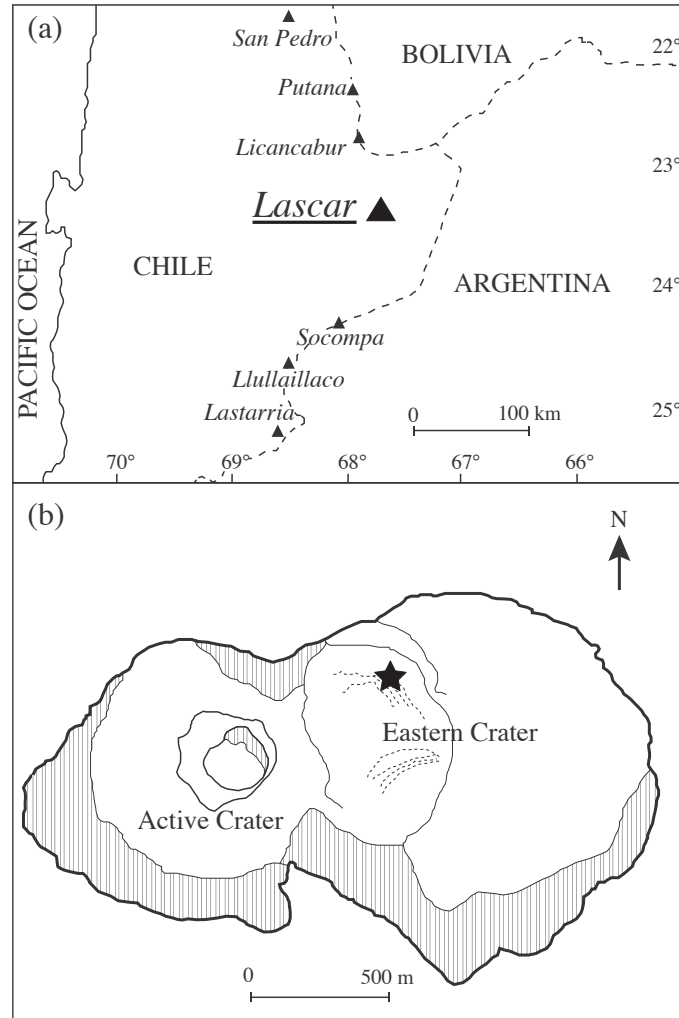 (a)
San Pedro
BOLIVIA
22°
Putana
Licancabur
23°
Lascar
PACIFIC OCEAN
CHILE
ARGENTINA
24°
Socompa
Llullaillaco
Lastarria
0 100 km
25°
70° 69° 68° 67° 66°
(b)
N
Eastern Crater
Active Crater
0 500 m